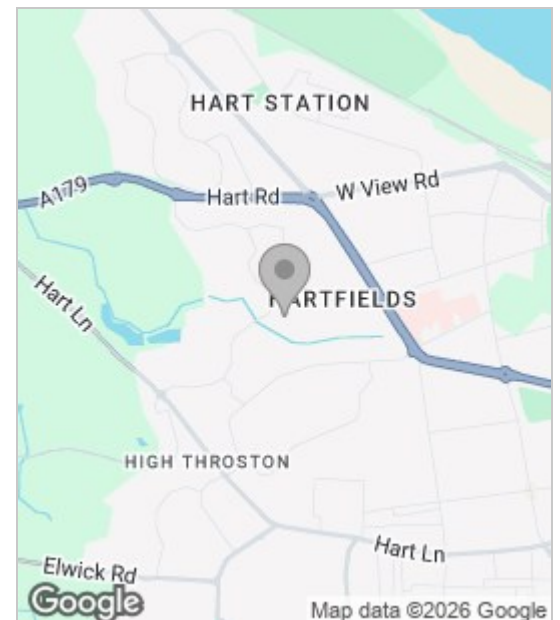 HART STATION
A179
Hart Rd
W View Rd
Hart Ln
HARTFIELDS
HIGH THROSTON
Hart Ln
Elwick Rd
Google
Map data ©2026 Google